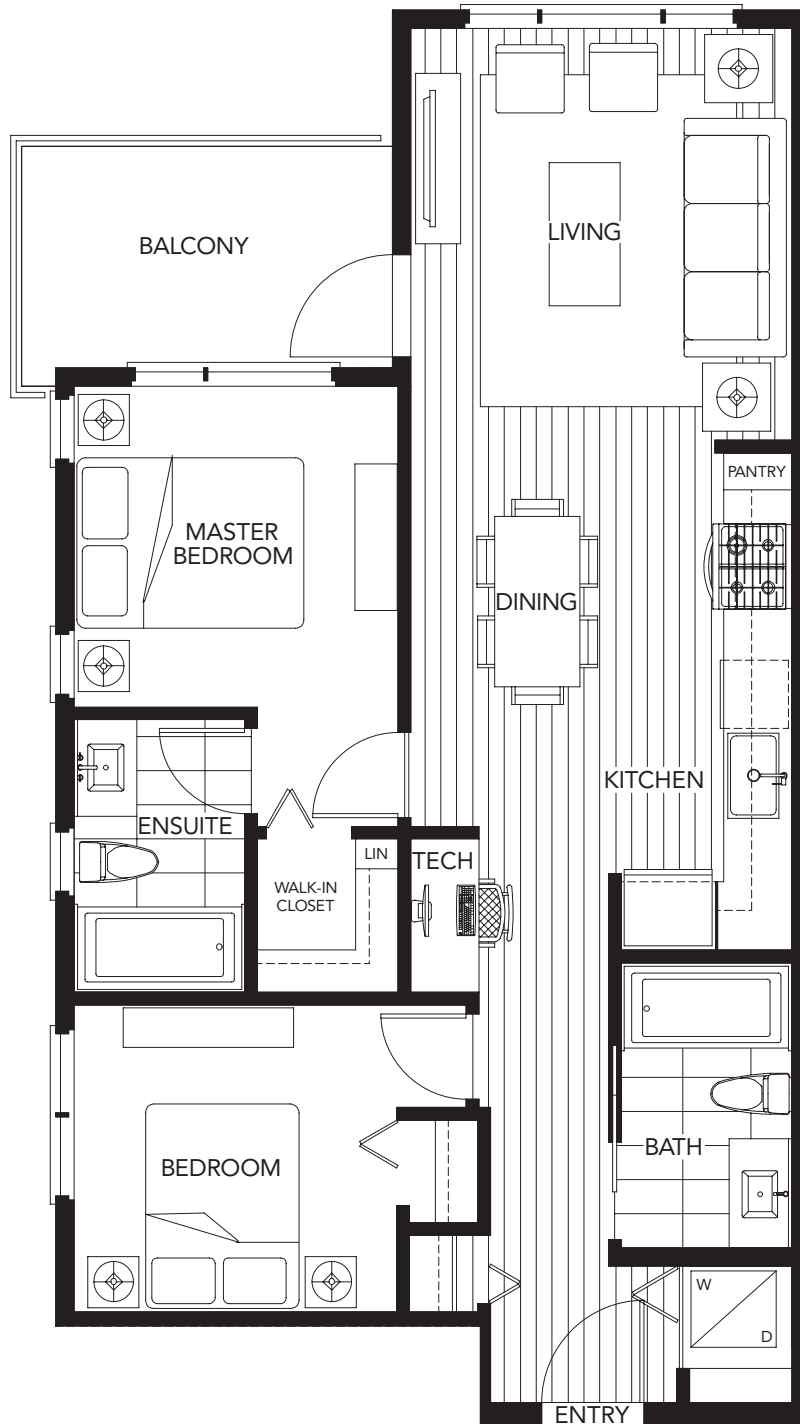 BALCONY
LIVING
PANTRY
MASTER
BEDROOM
DINING
KITCHEN
ENSUITE
LIN
TECH
WALK-IN
CLOSET
BATH
BEDROOM
W
D
ENTRY